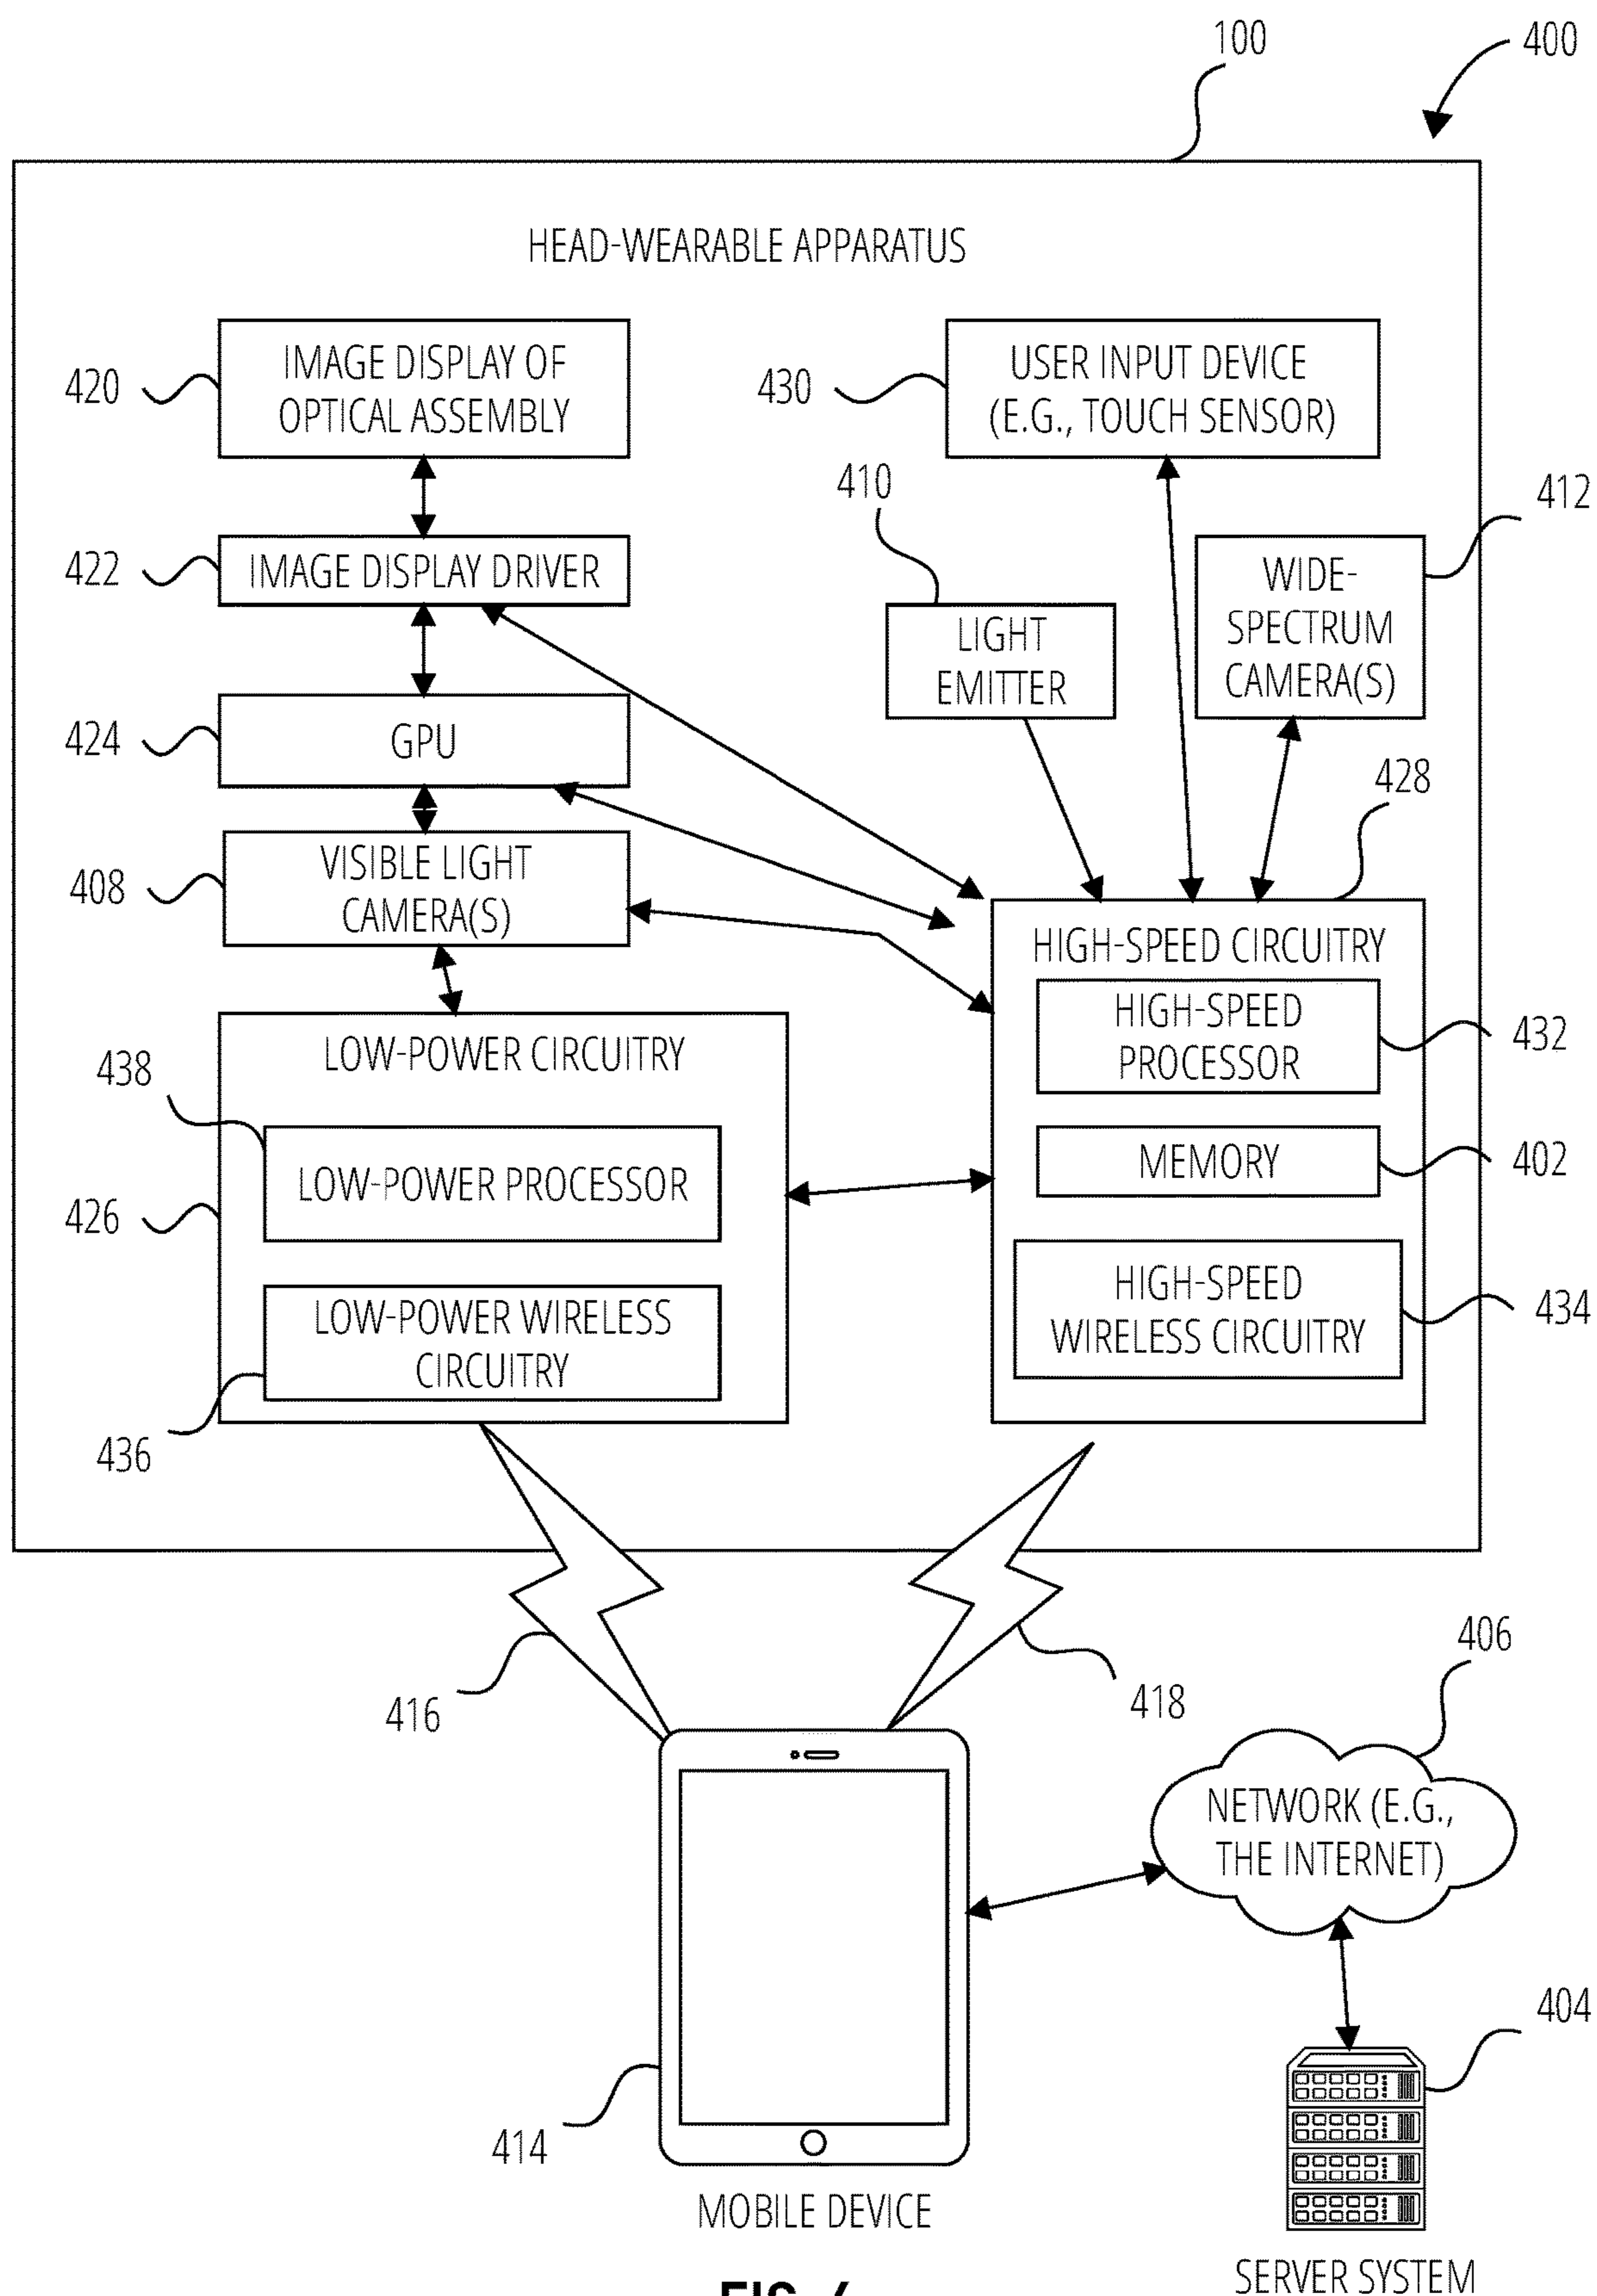 100
400
HEAD-WEARABLE APPARATUS
420
IMAGE DISPLAY OF
OPTICAL ASSEMBLY
430
USER INPUT DEVICE
(E.G., TOUCH SENSOR)
410
412
422
IMAGE DISPLAY DRIVER
WIDE-
SPECTRUM
CAMERA(S)
LIGHT
EMITTER
424
GPU
428
408
VISIBLE LIGHT
CAMERA(S)
HIGH-SPEED CIRCUITRY
HIGH-SPEED
PROCESSOR
432
LOW-POWER CIRCUITRY
438
LOW-POWER PROCESSOR
MEMORY
402
426
LOW-POWER WIRELESS
CIRCUITRY
HIGH-SPEED
WIRELESS CIRCUITRY
434
436
416
418
406
NETWORK (E.G.,
THE INTERNET)
404
414
MOBILE DEVICE
SERVER SYSTEM